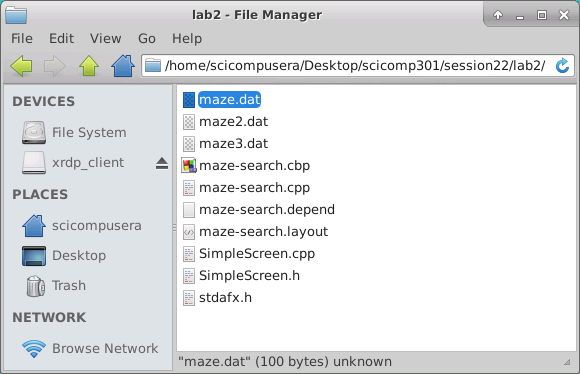 lab2 - File Manager
File Edit View Go Help
/home/scicompusera/Desktop/scicomp301/session22/lab2/
DEVICES
File System
xrdp_client
PLACES
scicompusera
Desktop
Trash
NETWORK
Browse Network
maze.dat
maze2.dat
maze3.dat
maze-search.cbp
maze-search.cpp
maze-search.depend
maze-search.layout
SimpleScreen.cpp
SimpleScreen.h
stdafx.h
"maze.dat" (100 bytes) unknown